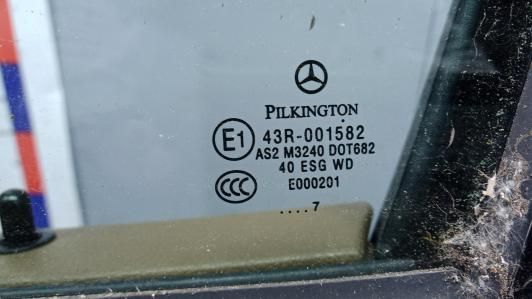 PILKINGTON
E1 43R-001582
AS2 M3240 DOT682
40 ESG WD
CCC E000201
....7